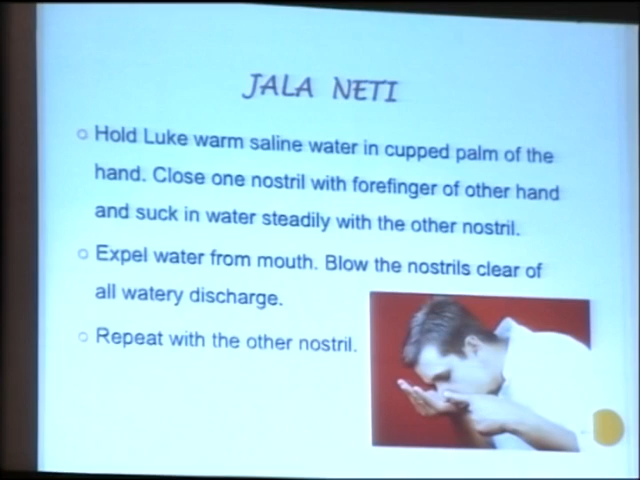 JALA NETI
Hold Luke warm saline water in cupped palm of the
hand. Close one nostril with forefinger of other hand
and suck in water steadily with the other nostril.
Expel water from mouth. Blow the nostrils clear of
all watery discharge.
Repeat with the other nostril.